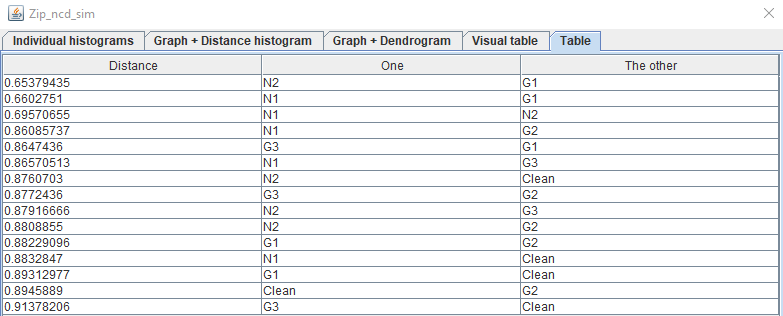 Zip_ncd_sim
Individual histograms Graph + Distance histogram Graph + Dendrogram Visual table Table
Distance One The other
0.65379435 N2 G1
0.6602751 N1 G1
0.69570655 N1 N2
0.86085737 N1 G2
0.8647436 G3 G1
0.86570513 N1 G3
0.8760703 N2 Clean
0.8772436 G3 G2
0.87916666 N2 G3
0.8808855 N2 G2
0.88229096 G1 G2
0.8832847 N1 Clean
0.89312977 G1 Clean
0.8945889 Clean G2
0.91378206 G3 Clean